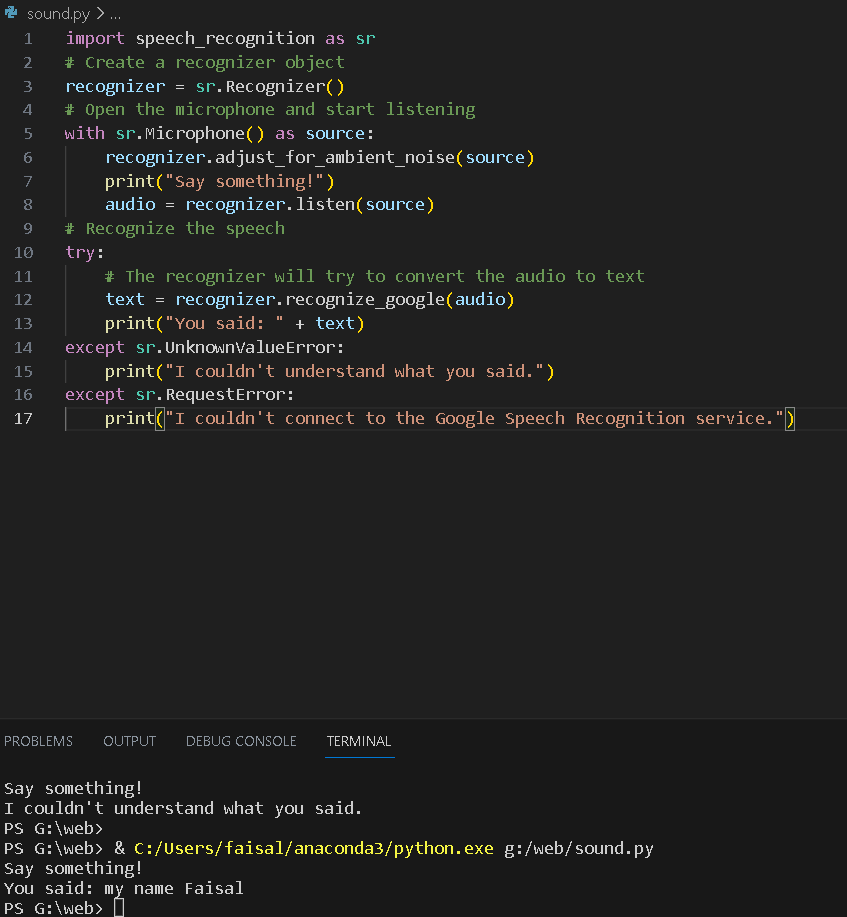 sound.py > ...
1 import speech_recognition as sr
2 # Create a recognizer object
3 recognizer = sr.Recognizer()
4 # Open the microphone and start listening
5 with sr.Microphone() as source:
6     recognizer.adjust_for_ambient_noise(source)
7     print("Say something!")
8     audio = recognizer.listen(source)
9 # Recognize the speech
10 try:
11     # The recognizer will try to convert the audio to text
12     text = recognizer.recognize_google(audio)
13     print("You said: " + text)
14 except sr.UnknownValueError:
15     print("I couldn't understand what you said.")
16 except sr.RequestError:
17     print("I couldn't connect to the Google Speech Recognition service.")
PROBLEMS OUTPUT DEBUG CONSOLE TERMINAL
Say something!
I couldn't understand what you said.
PS G:\web>
PS G:\web> & C:/Users/faisal/anaconda3/python.exe g:/web/sound.py
Say something!
You said: my name Faisal
PS G:\web>